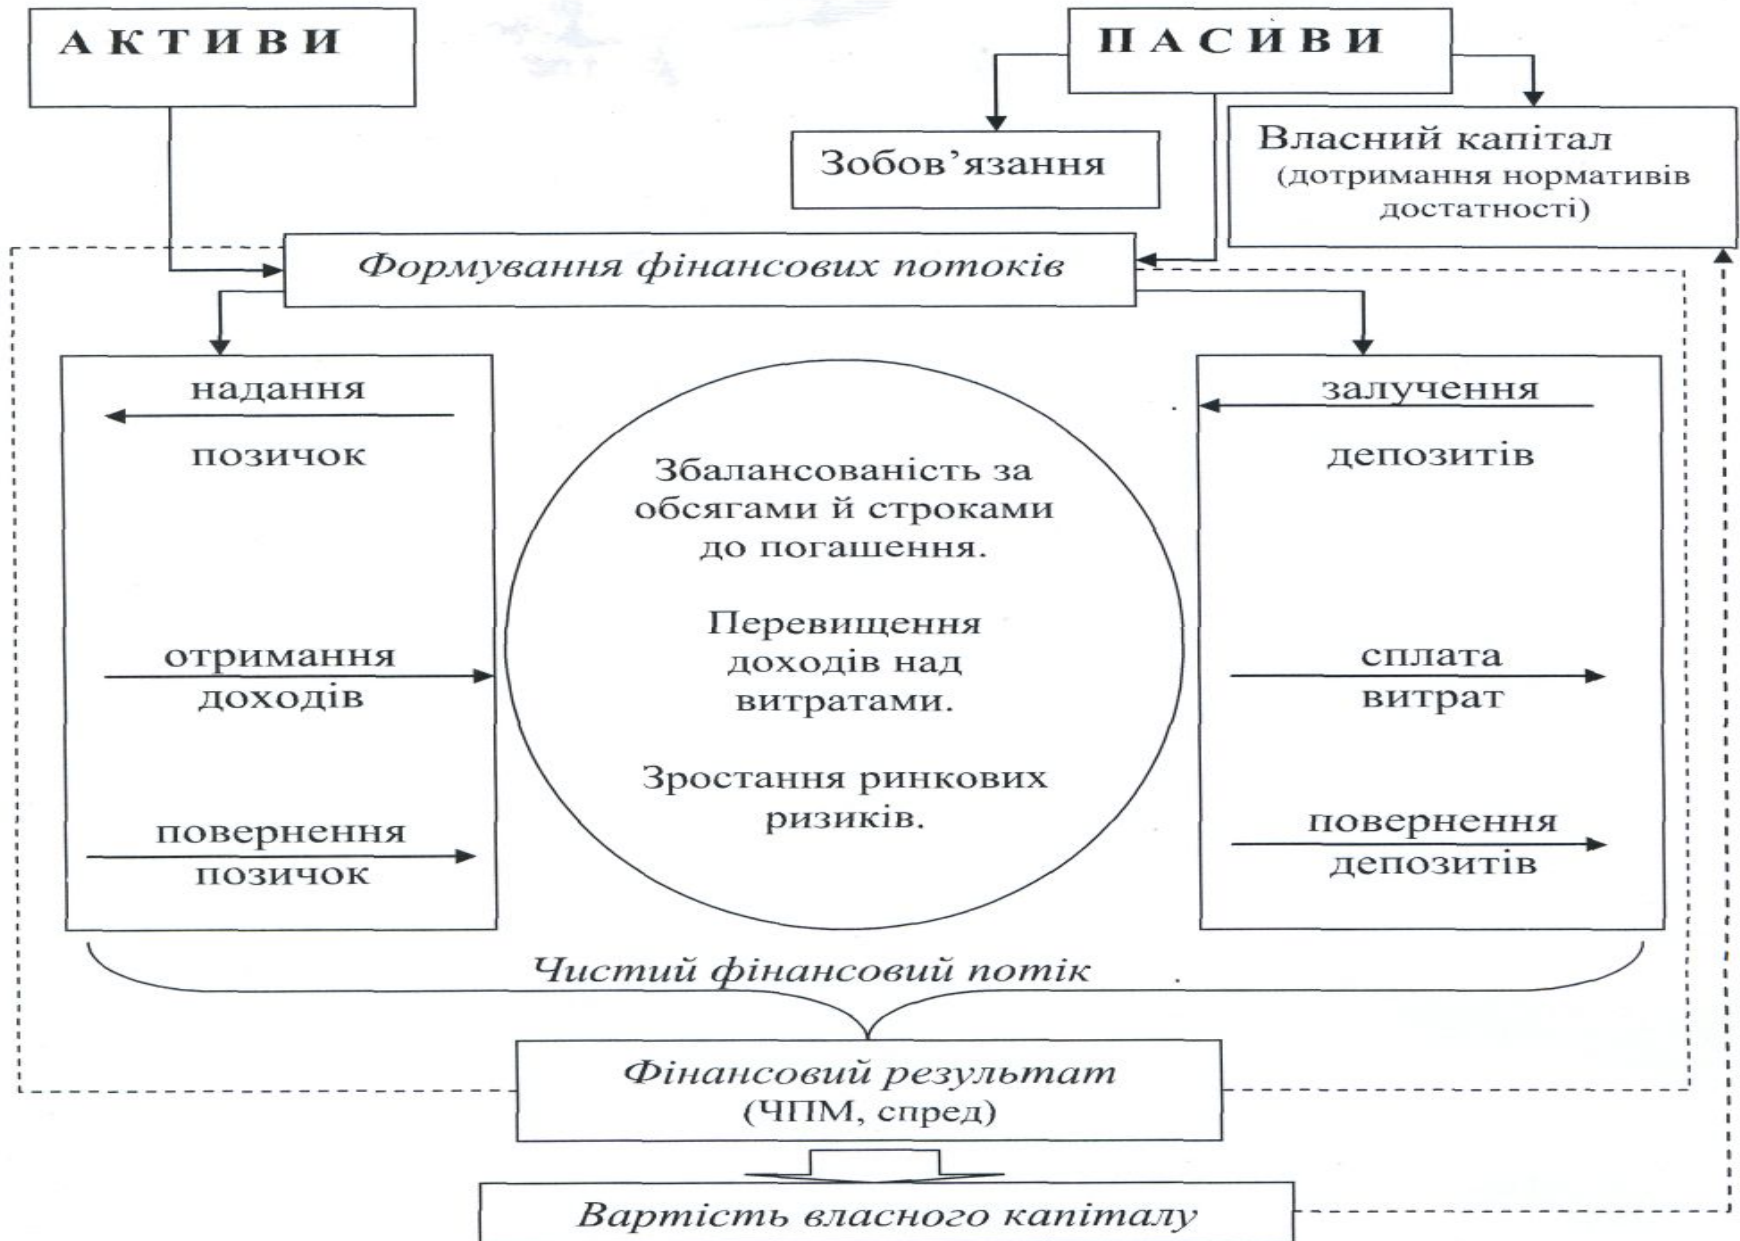 АКТИВИ
ПАСИВИ
Зобов’язання
Власний капітал
(дотримання нормативів
достатності)
Формування фінансових потоків
надання
позичок
отримання
доходів
повернення
позичок
Збалансованість за
обсягами й строками
до погашення.
Перевищення
доходів над
витратами.
Зростання ринкових
ризиків.
залучення
депозитів
сплата
витрат
повернення
депозитів
Чистий фінансовий потік
Фінансовий результат
(ЧПМ, спред)
Вартість власного капіталу